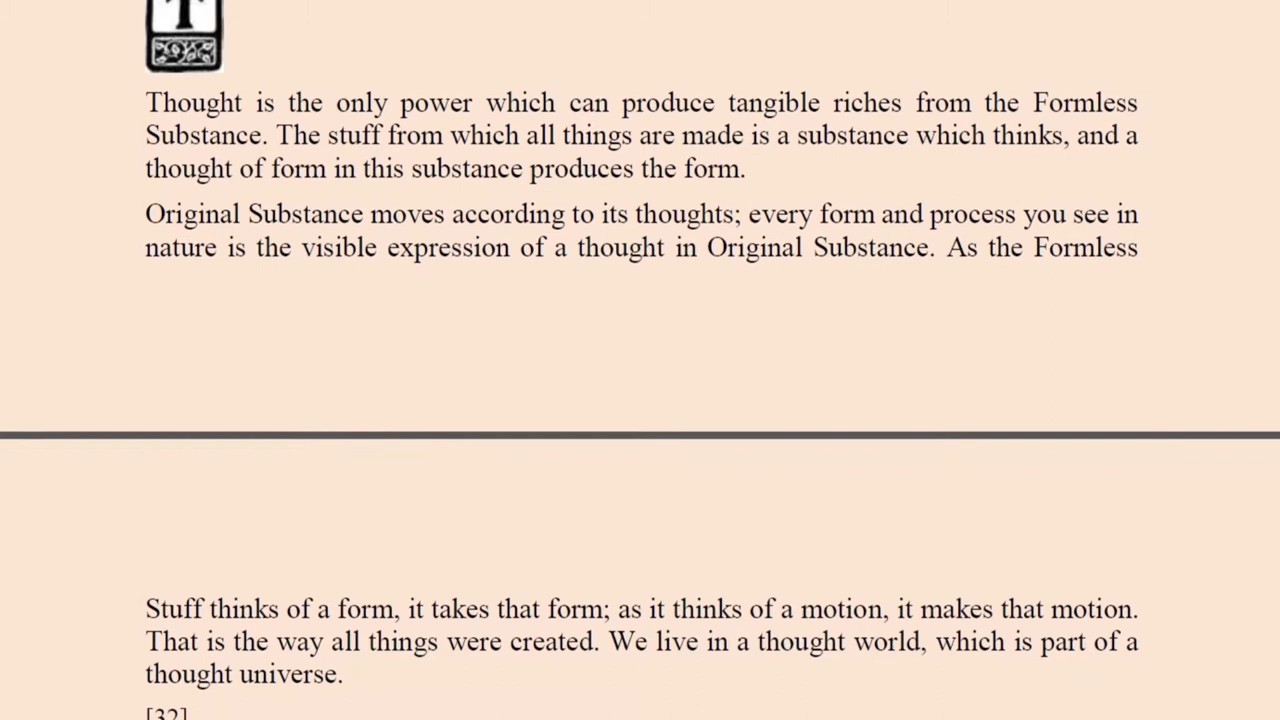 T
Thought is the only power which can produce tangible riches from the Formless
Substance. The stuff from which all things are made is a substance which thinks, and a
thought of form in this substance produces the form.
Original Substance moves according to its thoughts; every form and process you see in
nature is the visible expression of a thought in Original Substance. As the Formless
Stuff thinks of a form, it takes that form; as it thinks of a motion, it makes that motion.
That is the way all things were created. We live in a thought world, which is part of a
thought universe.
[32]